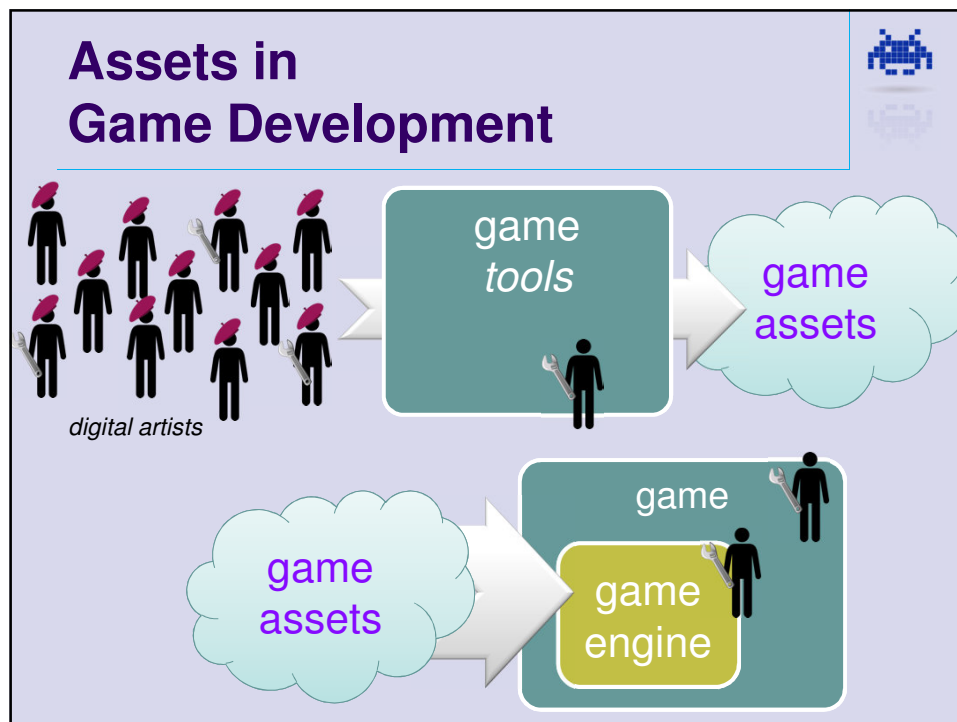 Assets in
Game Development
game
tools
game
assets
digital artists
game
game
assets
game
engine